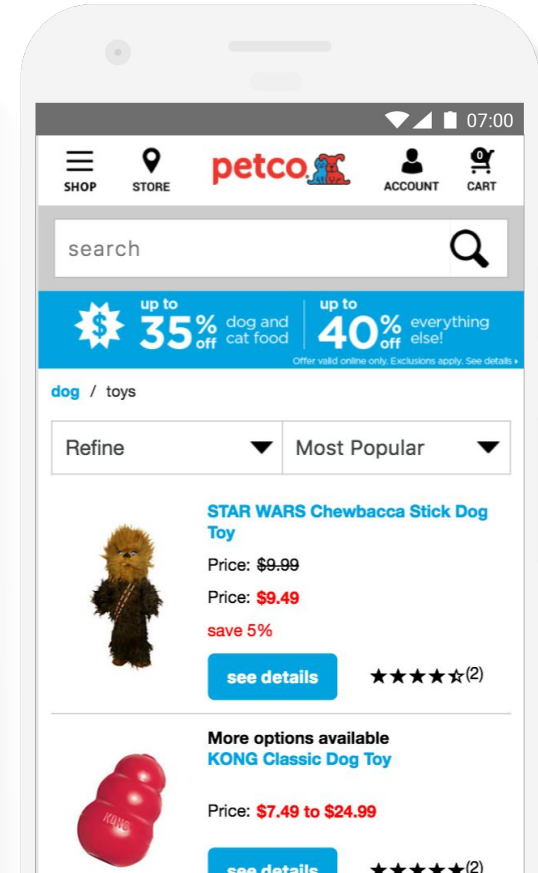 07:00
SHOP
STORE
petco
ACCOUNT
0
CART
search
$
up to
35% off
dog and
cat food
up to
40% off
everything
else!
Offer valid online only. Exclusions apply. See details ▸
dog / toys
Refine
Most Popular
STAR WARS Chewbacca Stick Dog
Toy
Price: $9.99
Price: $9.49
save 5%
see details
★★★★☆(2)
More options available
KONG Classic Dog Toy
KONG
Price: $7.49 to $24.99
see details
★★★★★(2)